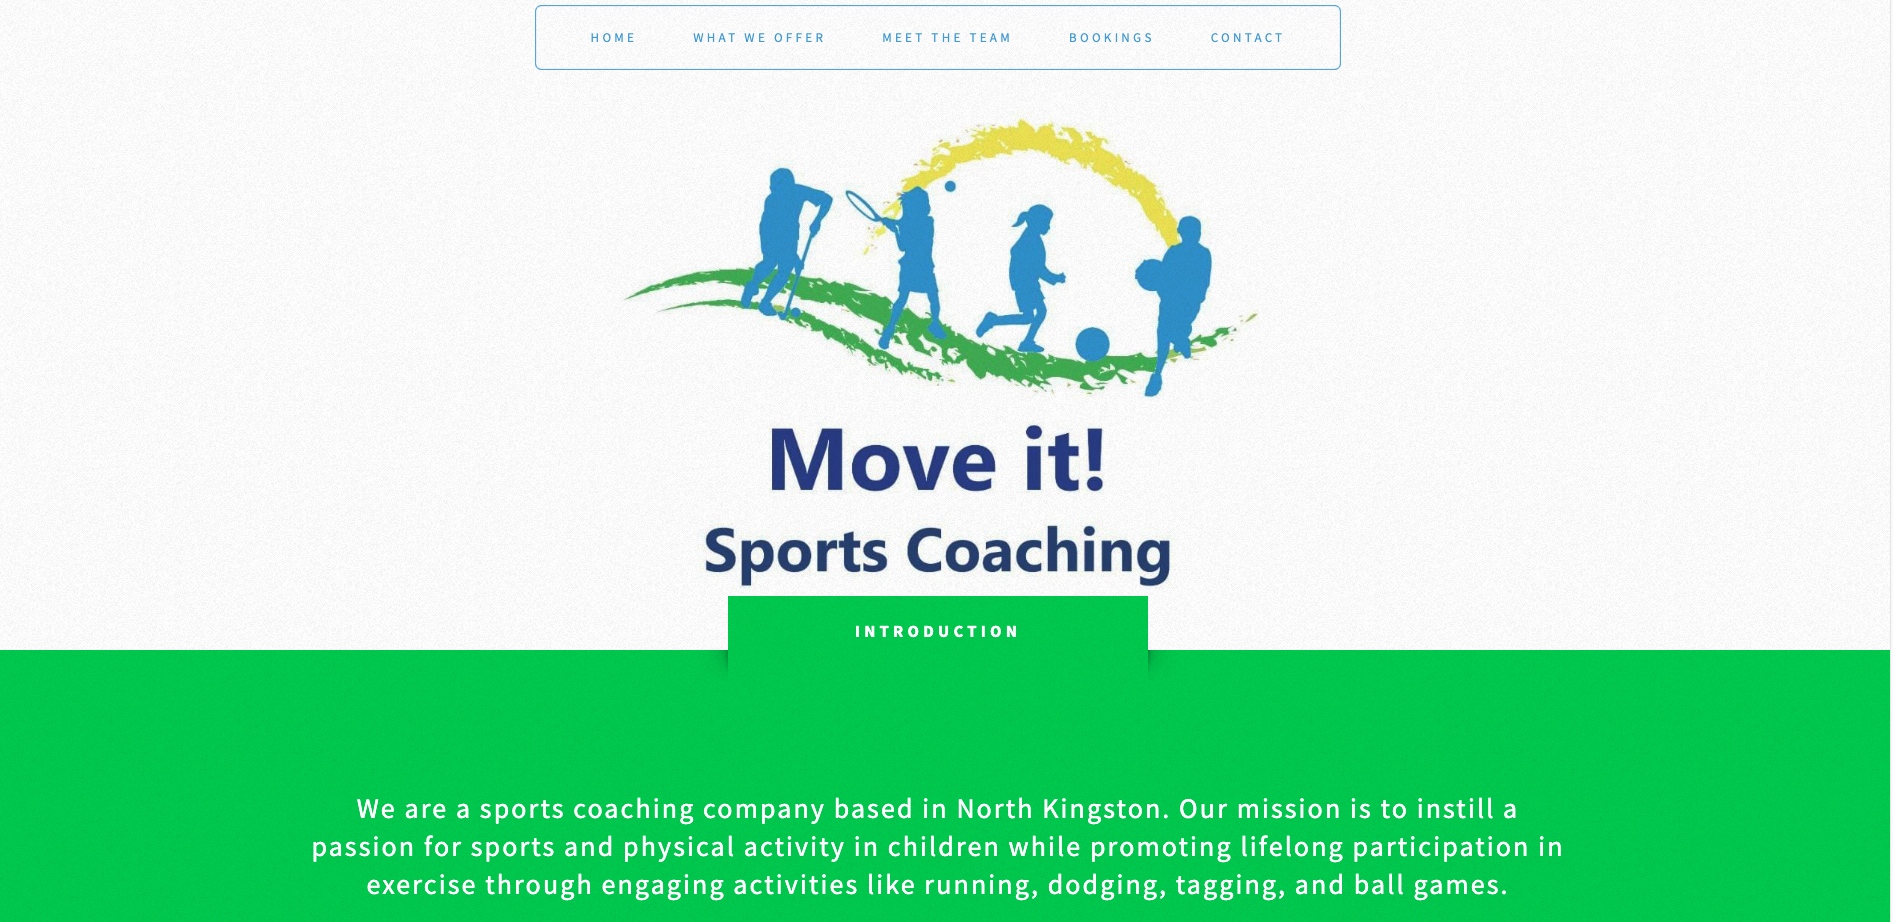 HOME WHAT WE OFFER MEET THE TEAM BOOKINGS CONTACT
Move it!
Sports Coaching
INTRODUCTION
We are a sports coaching company based in North Kingston. Our mission is to instill a
passion for sports and physical activity in children while promoting lifelong participation in
exercise through engaging activities like running, dodging, tagging, and ball games.